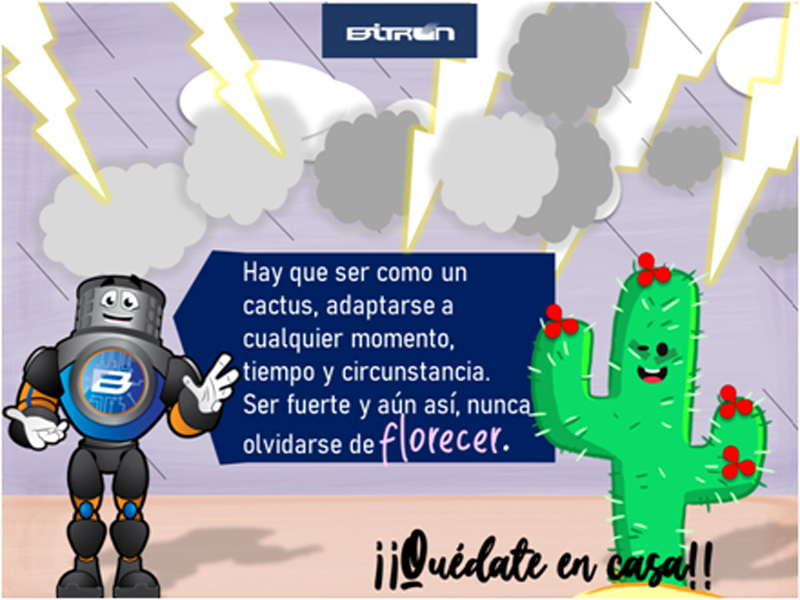 BITRÓN
Hay que ser como un
cactus, adaptarse a
cualquier momento,
tiempo y circunstancia.
Ser fuerte y aún así, nunca
olvidarse de florecer.
B
¡¡Quédate en casa!!